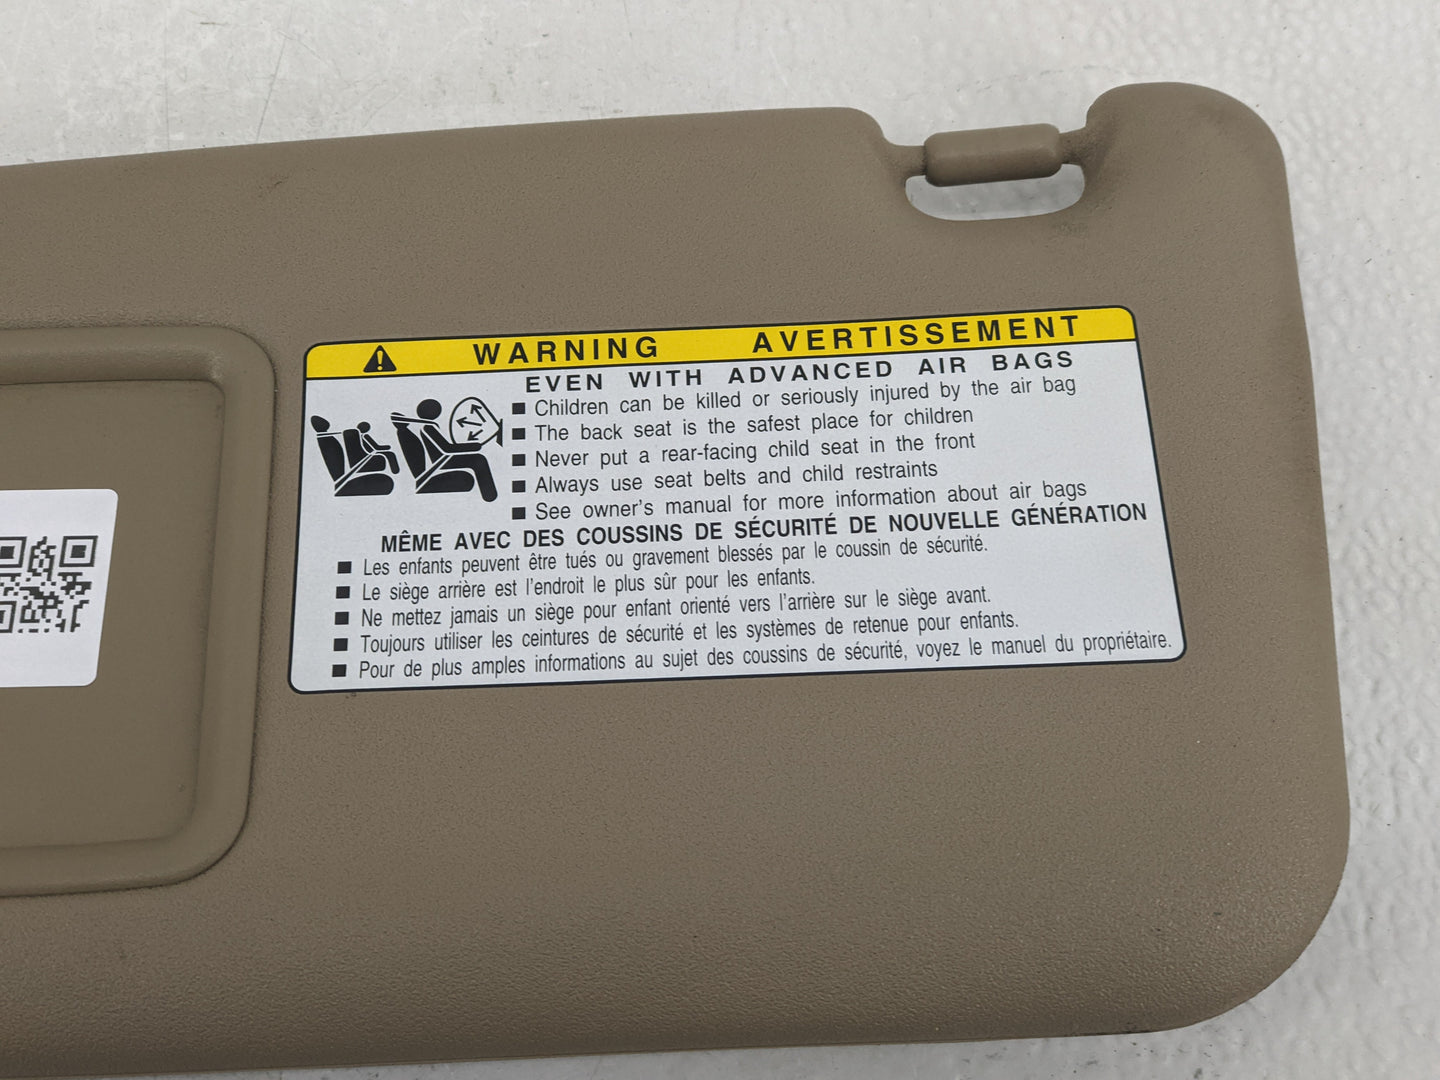 WARNING AVERTISSEMENT
EVEN WITH ADVANCED AIR BAGS
■ Children can be killed or seriously injured by the air bag
■ The back seat is the safest place for children
■ Never put a rear-facing child seat in the front
■ Always use seat belts and child restraints
■ See owner's manual for more information about air bags
MÊME AVEC DES COUSSINS DE SÉCURITÉ DE NOUVELLE GÉNÉRATION
■ Les enfants peuvent être tués ou gravement blessés par le coussin de sécurité.
■ Le siège arrière est l'endroit le plus sûr pour les enfants.
■ Ne mettez jamais un siège pour enfant orienté vers l'arrière sur le siège avant.
■ Toujours utiliser les ceintures de sécurité et les systèmes de retenue pour enfants.
■ Pour de plus amples informations au sujet des coussins de sécurité, voyez le manuel du propriétaire.